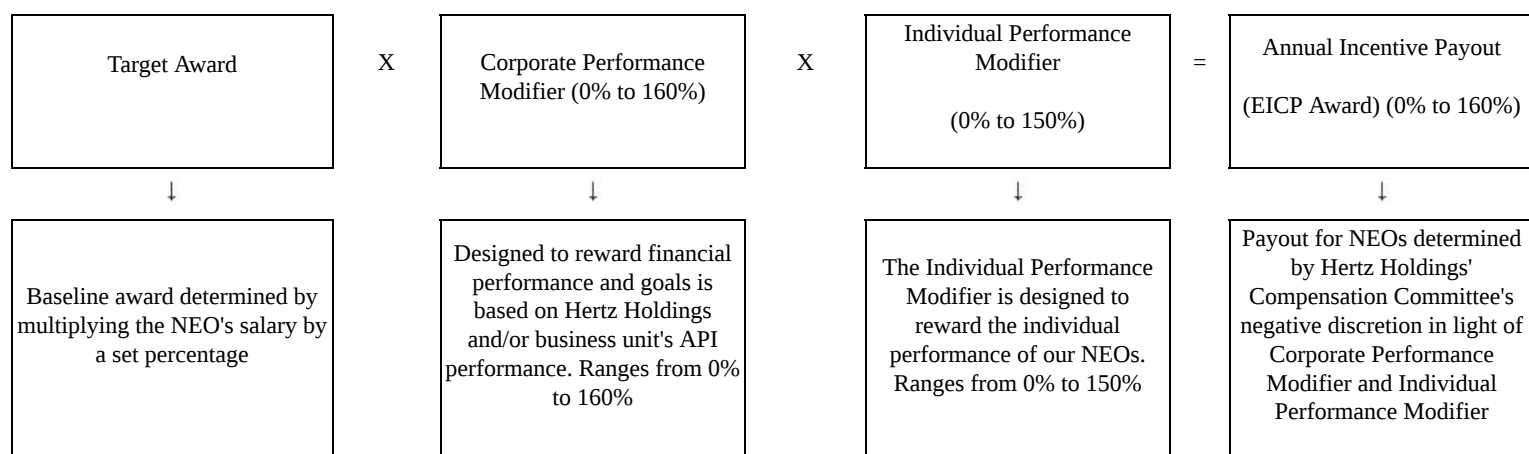 Target Award
X
Corporate Performance
Modifier (0% to 160%)
X
Individual Performance
Modifier
(0% to 150%)
=
Annual Incentive Payout
(EICP Award) (0% to 160%)
↓
↓
↓
↓
Baseline award determined by
multiplying the NEO's salary by
a set percentage
Designed to reward financial
performance and goals is
based on Hertz Holdings
and/or business unit's API
performance. Ranges from 0%
to 160%
The Individual Performance
Modifier is designed to
reward the individual
performance of our NEOs.
Ranges from 0% to 150%
Payout for NEOs determined
by Hertz Holdings'
Compensation Committee's
negative discretion in light of
Corporate Performance
Modifier and Individual
Performance Modifier